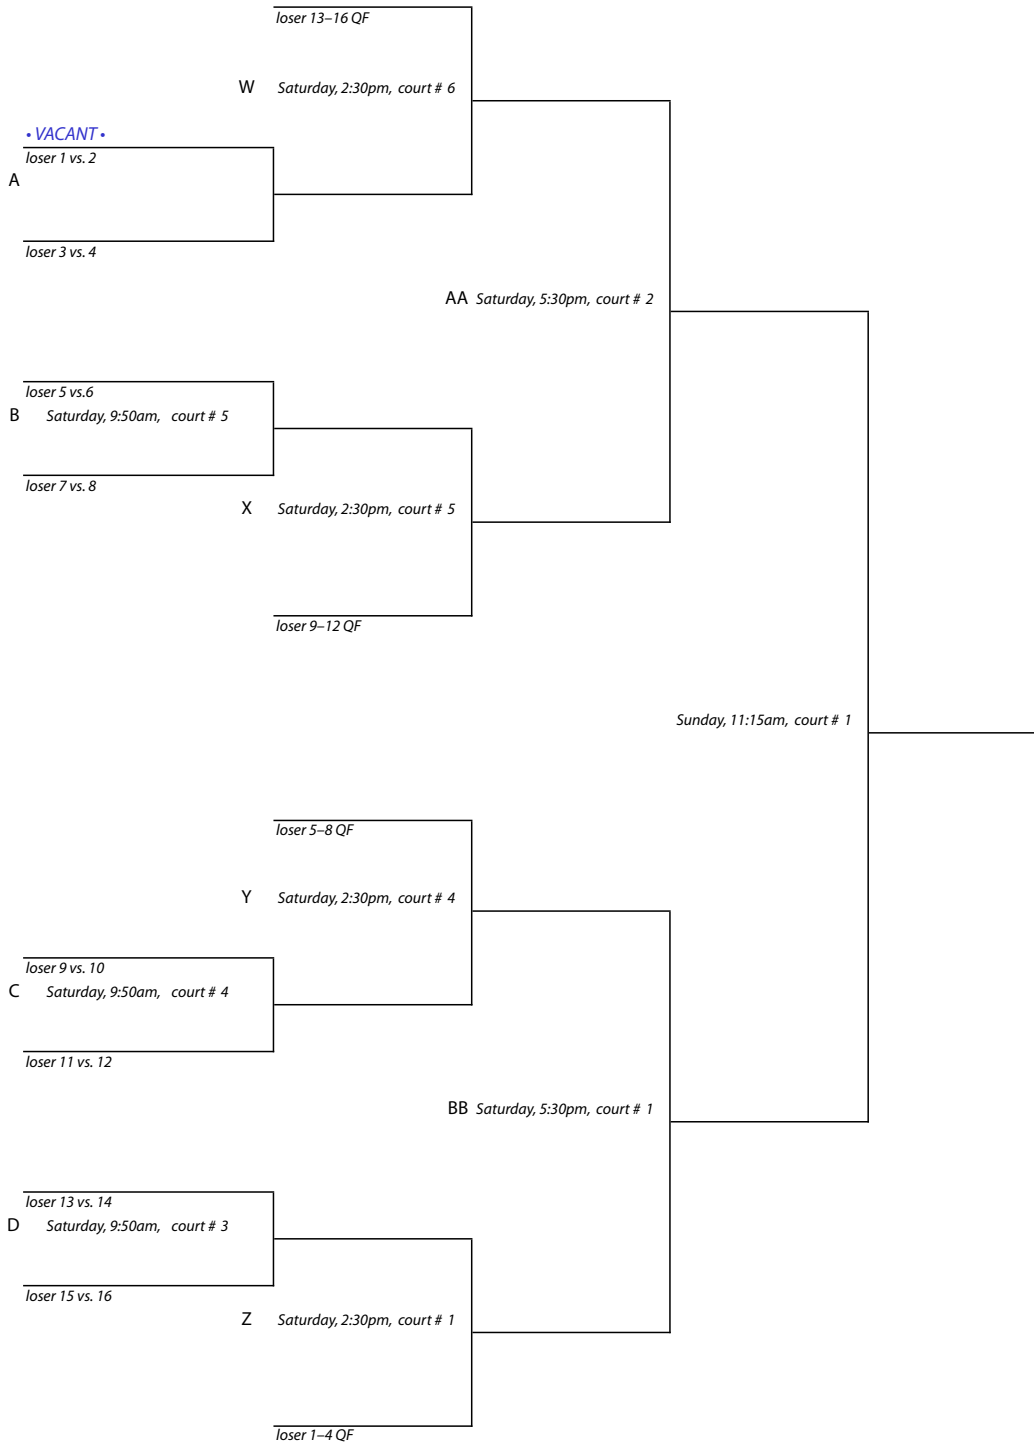 loser 13–16 QF
W Saturday, 2:30pm, court # 6
• VACANT •
loser 1 vs. 2
A
loser 3 vs. 4
AA Saturday, 5:30pm, court # 2
loser 5 vs.6
B Saturday, 9:50am, court # 5
loser 7 vs. 8
X Saturday, 2:30pm, court # 5
loser 9–12 QF
Sunday, 11:15am, court # 1
loser 5–8 QF
Y Saturday, 2:30pm, court # 4
loser 9 vs. 10
C Saturday, 9:50am, court # 4
loser 11 vs. 12
BB Saturday, 5:30pm, court # 1
loser 13 vs. 14
D Saturday, 9:50am, court # 3
loser 15 vs. 16
Z Saturday, 2:30pm, court # 1
loser 1–4 QF